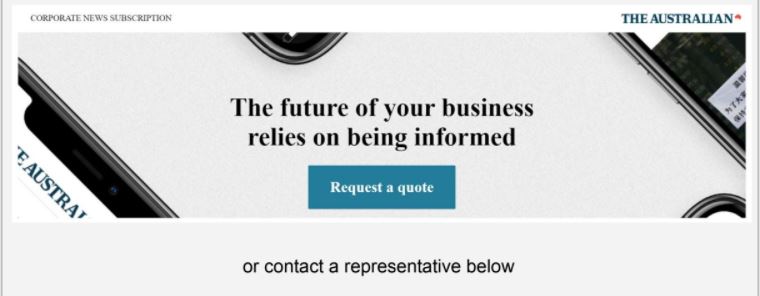 CORPORATE NEWS SUBSCRIPTION
THE AUSTRALIAN
The future of your business
relies on being informed
Request a quote
E AUSTRAL
or contact a representative below